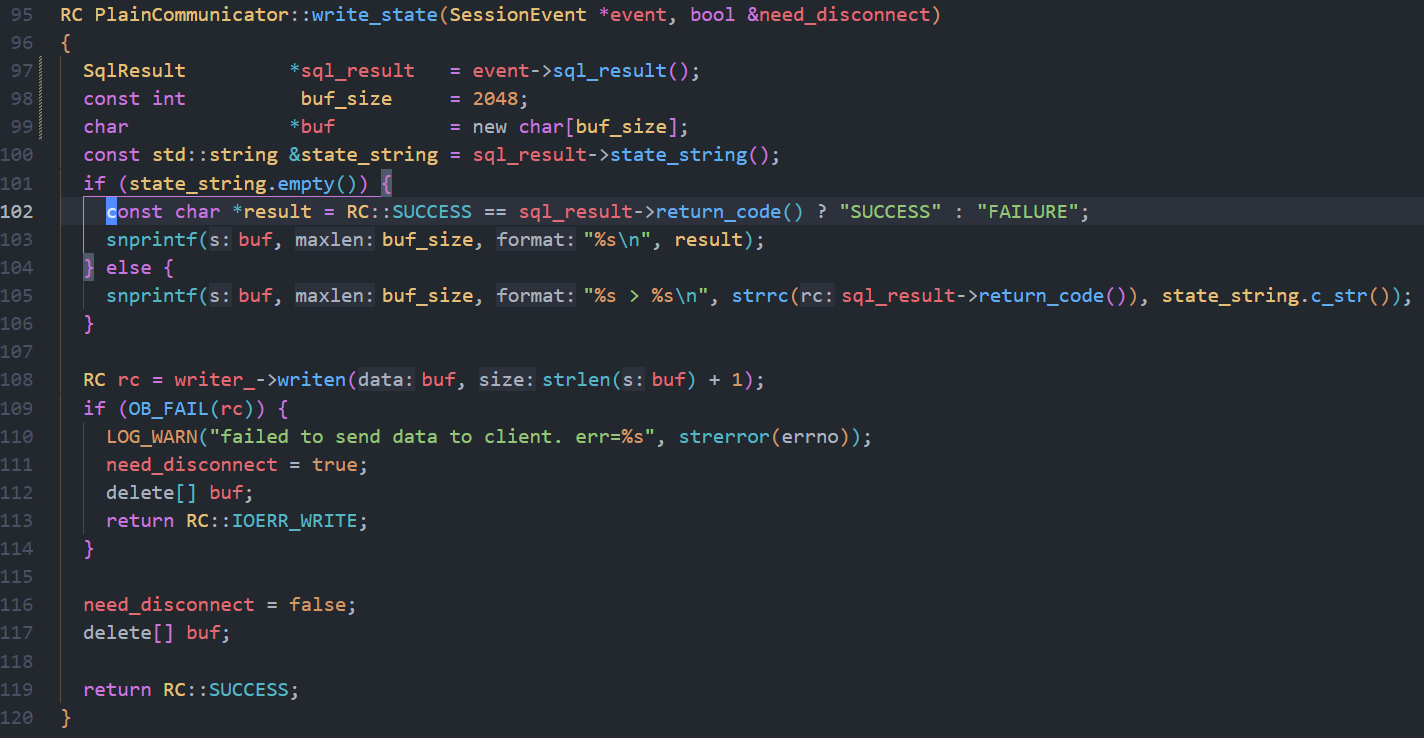 95 RC PlainCommunicator::write_state(SessionEvent *event, bool &need_disconnect)
96 {
97   SqlResult         *sql_result   = event->sql_result();
98   const int          buf_size     = 2048;
99   char              *buf          = new char[buf_size];
100   const std::string &state_string = sql_result->state_string();
101   if (state_string.empty()) {
102     const char *result = RC::SUCCESS == sql_result->return_code() ? "SUCCESS" : "FAILURE";
103     snprintf(s: buf, maxlen: buf_size, format: "%s\n", result);
104   } else {
105     snprintf(s: buf, maxlen: buf_size, format: "%s > %s\n", strrc(rc: sql_result->return_code()), state_string.c_str());
106   }
107
108   RC rc = writer_->writen(data: buf, size: strlen(s: buf) + 1);
109   if (OB_FAIL(rc)) {
110     LOG_WARN("failed to send data to client. err=%s", strerror(errno));
111     need_disconnect = true;
112     delete[] buf;
113     return RC::IOERR_WRITE;
114   }
115
116   need_disconnect = false;
117   delete[] buf;
118
119   return RC::SUCCESS;
120 }